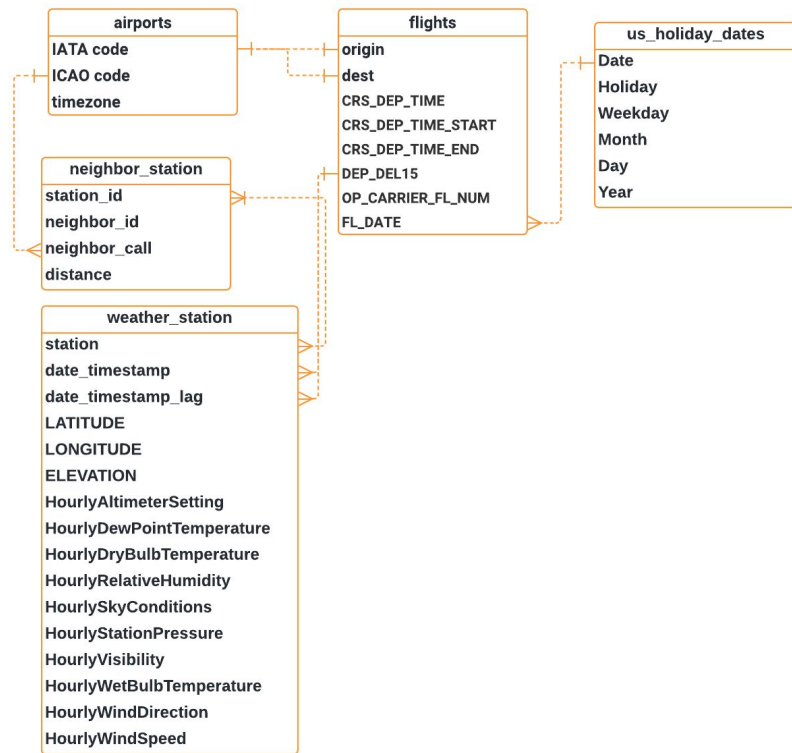 airports
IATA code
ICAO code
timezone
flights
origin
dest
CRS_DEP_TIME
CRS_DEP_TIME_START
CRS_DEP_TIME_END
DEP_DEL15
OP_CARRIER_FL_NUM
FL_DATE
us_holiday_dates
Date
Holiday
Weekday
Month
Day
Year
neighbor_station
station_id
neighbor_id
neighbor_call
distance
weather_station
station
date_timestamp
date_timestamp_lag
LATITUDE
LONGITUDE
ELEVATION
HourlyAltimeterSetting
HourlyDewPointTemperature
HourlyDryBulbTemperature
HourlyRelativeHumidity
HourlySkyConditions
HourlyStationPressure
HourlyVisibility
HourlyWetBulbTemperature
HourlyWindDirection
HourlyWindSpeed